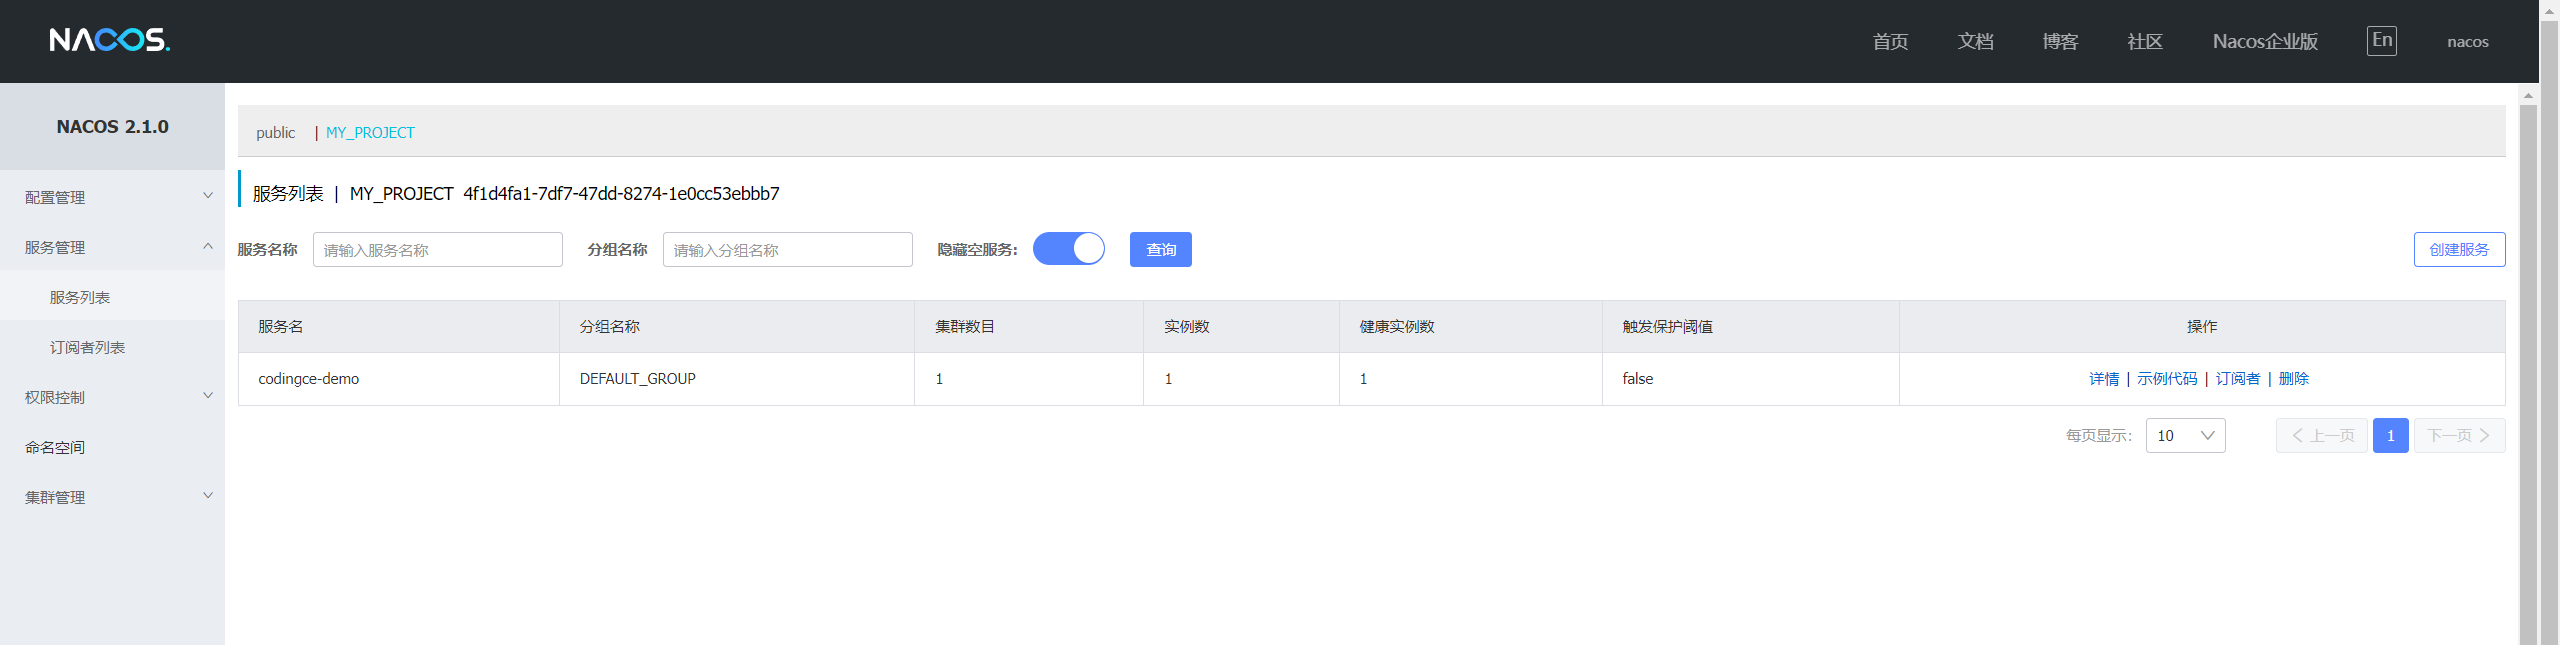 NACOS. 首页 文档 博客 社区 Nacos企业版 En nacos
NACOS 2.1.0
配置管理
服务管理
服务列表
订阅者列表
权限控制
命名空间
集群管理
public | MY_PROJECT
服务列表 | MY_PROJECT 4f1d4fa1-7df7-47dd-8274-1e0cc53ebbb7
服务名称 请输入服务名称 分组名称 请输入分组名称 隐藏空服务: 查询 创建服务
服务名 分组名称 集群数目 实例数 健康实例数 触发保护阈值 操作
codingce-demo DEFAULT_GROUP 1 1 1 false 详情 | 示例代码 | 订阅者 | 删除
每页显示: 10 上一页 1 下一页